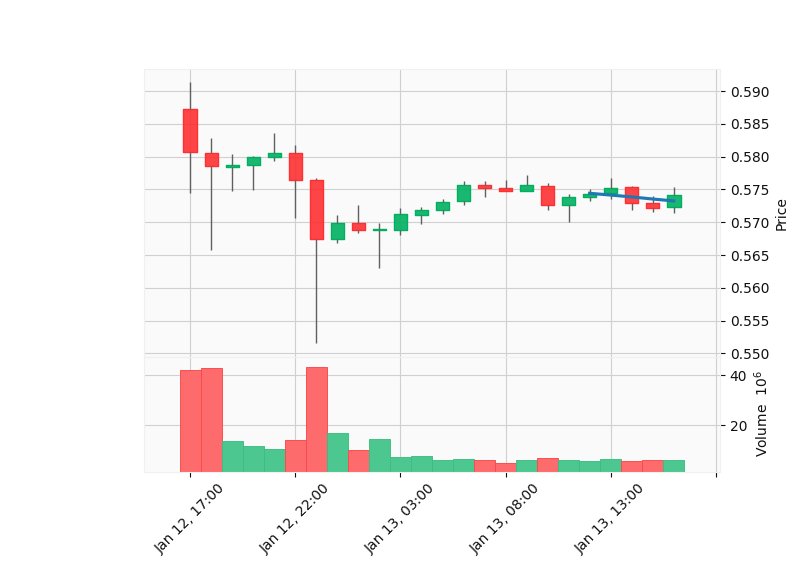 0.590
0.585
0.580
0.575
0.570
0.565
0.560
0.555
0.550
Price
40
20
Volume 10⁶
Jan 12, 17:00
Jan 12, 22:00
Jan 13, 03:00
Jan 13, 08:00
Jan 13, 13:00